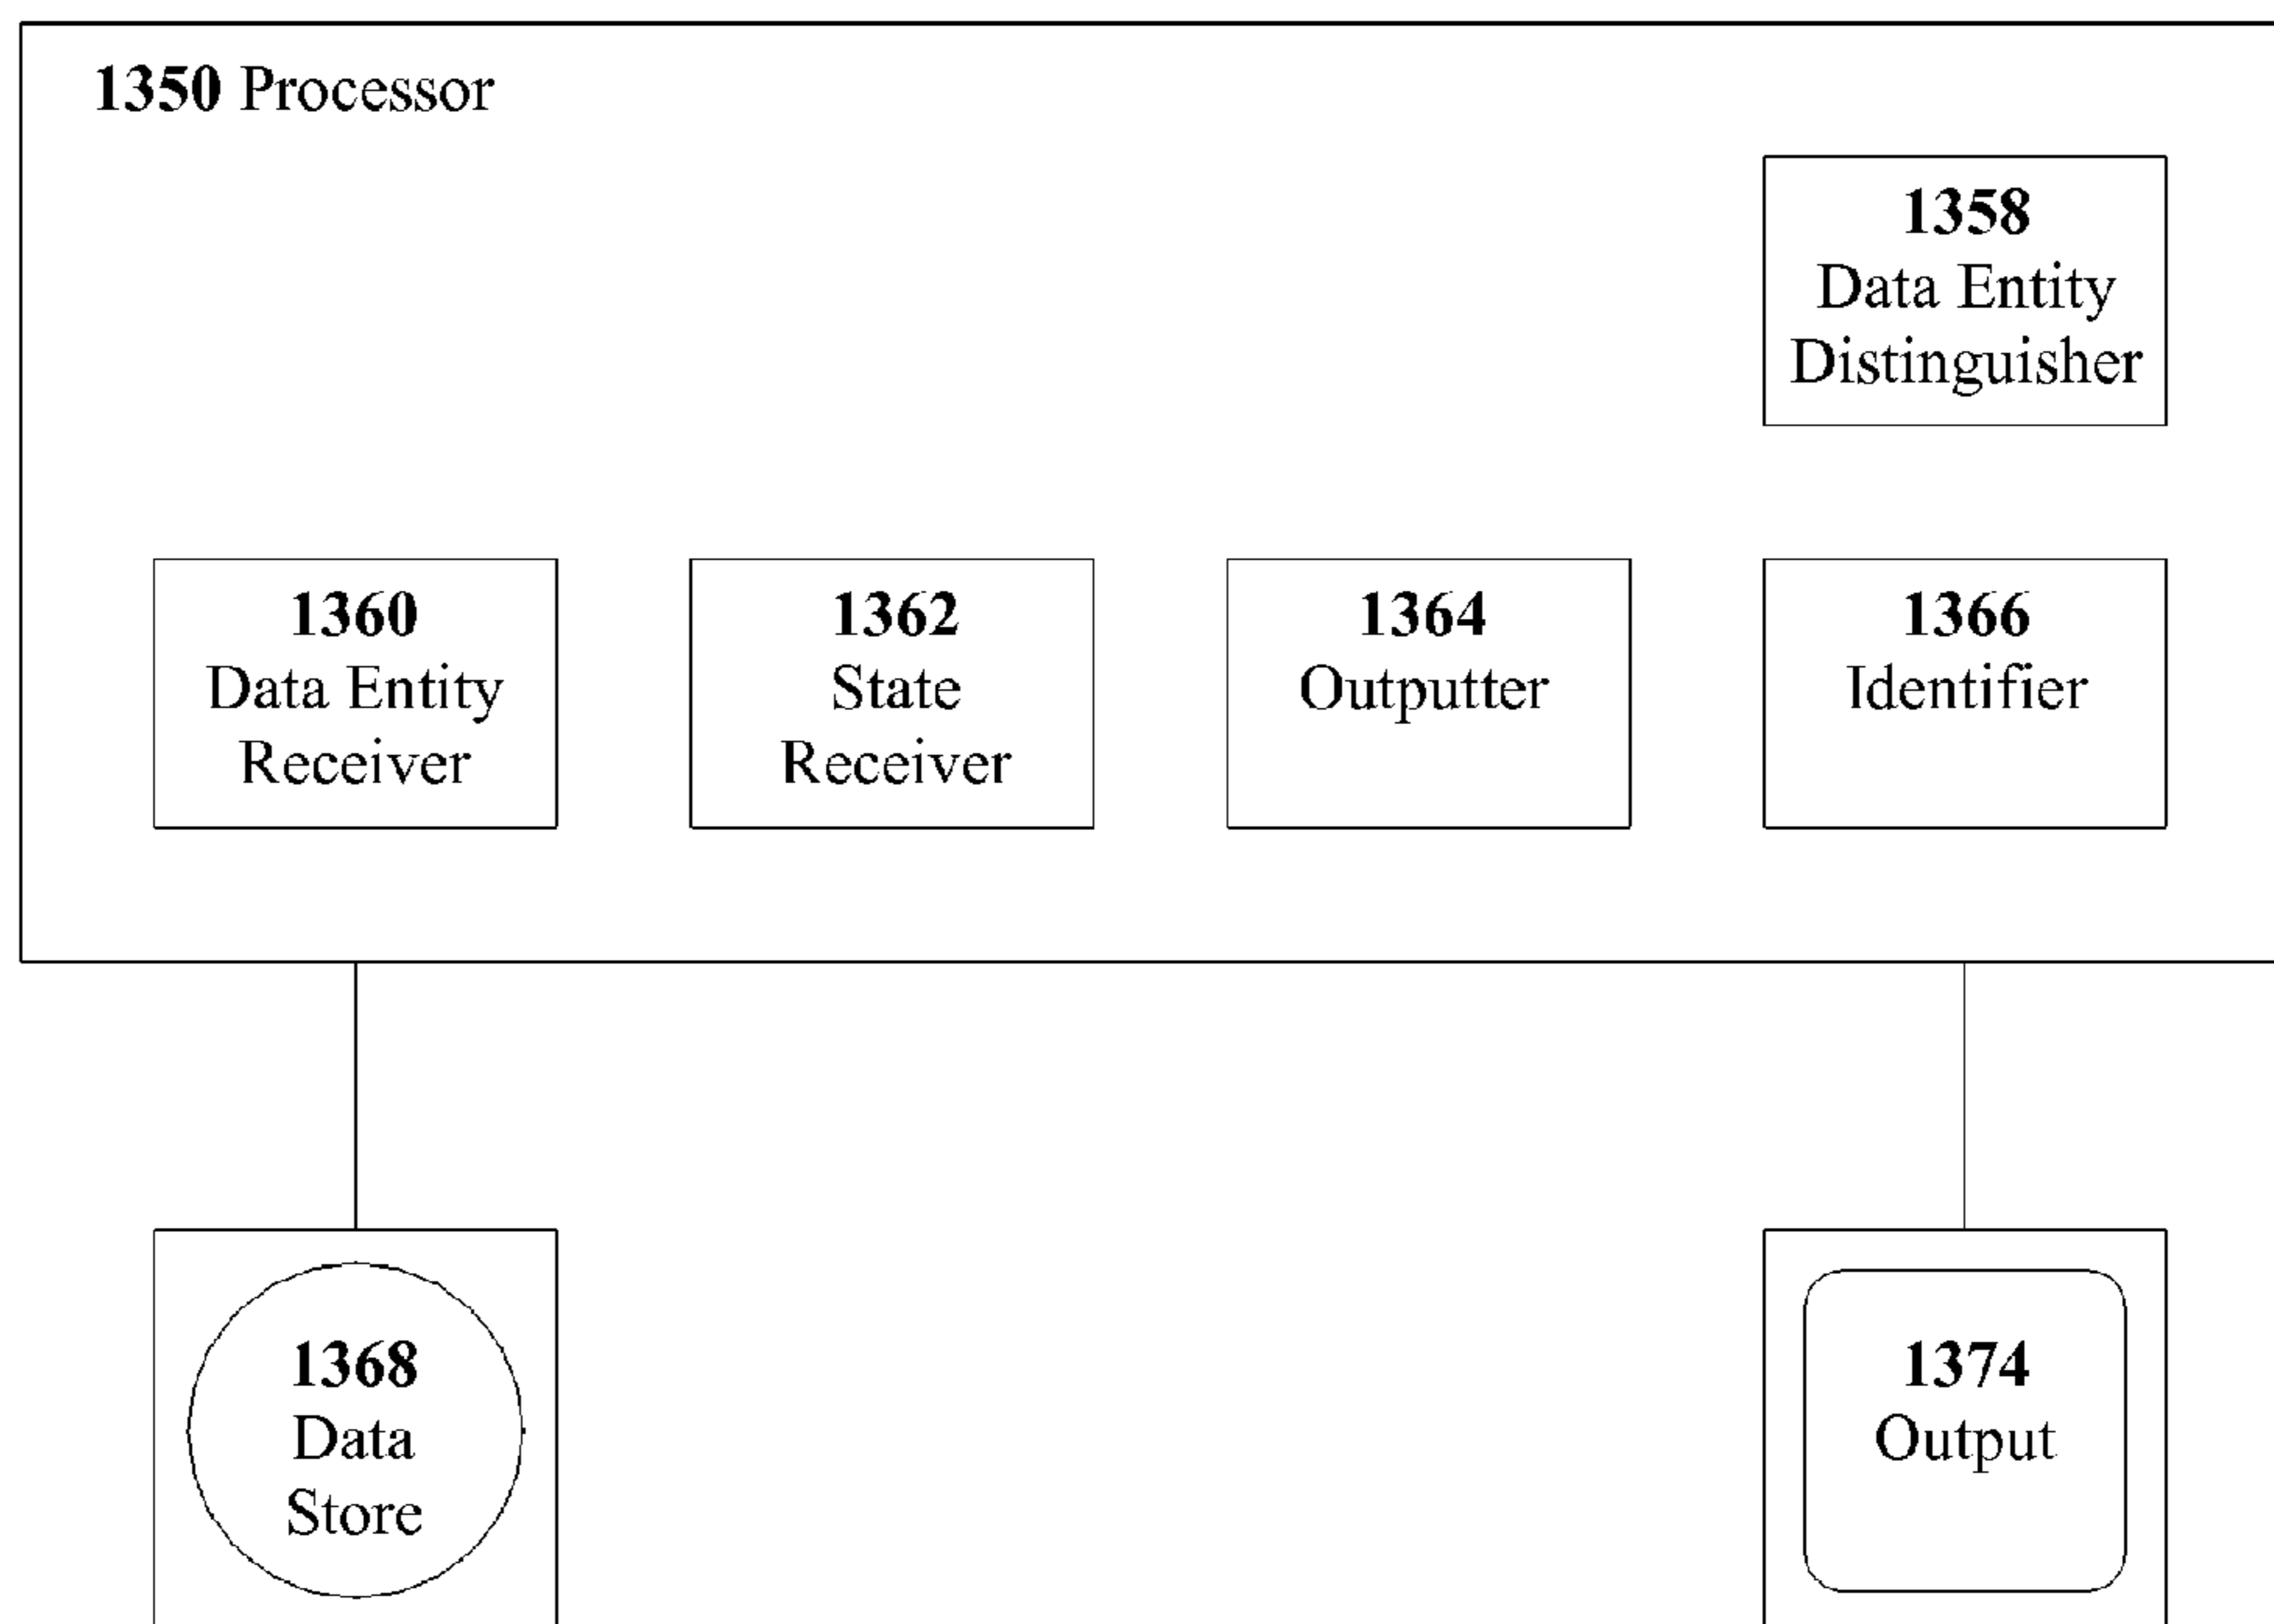 1350 Processor
1358
Data Entity
Distinguisher
1360
Data Entity
Receiver
1362
State
Receiver
1364
Outputter
1366
Identifier
1368
Data
Store
1374
Output